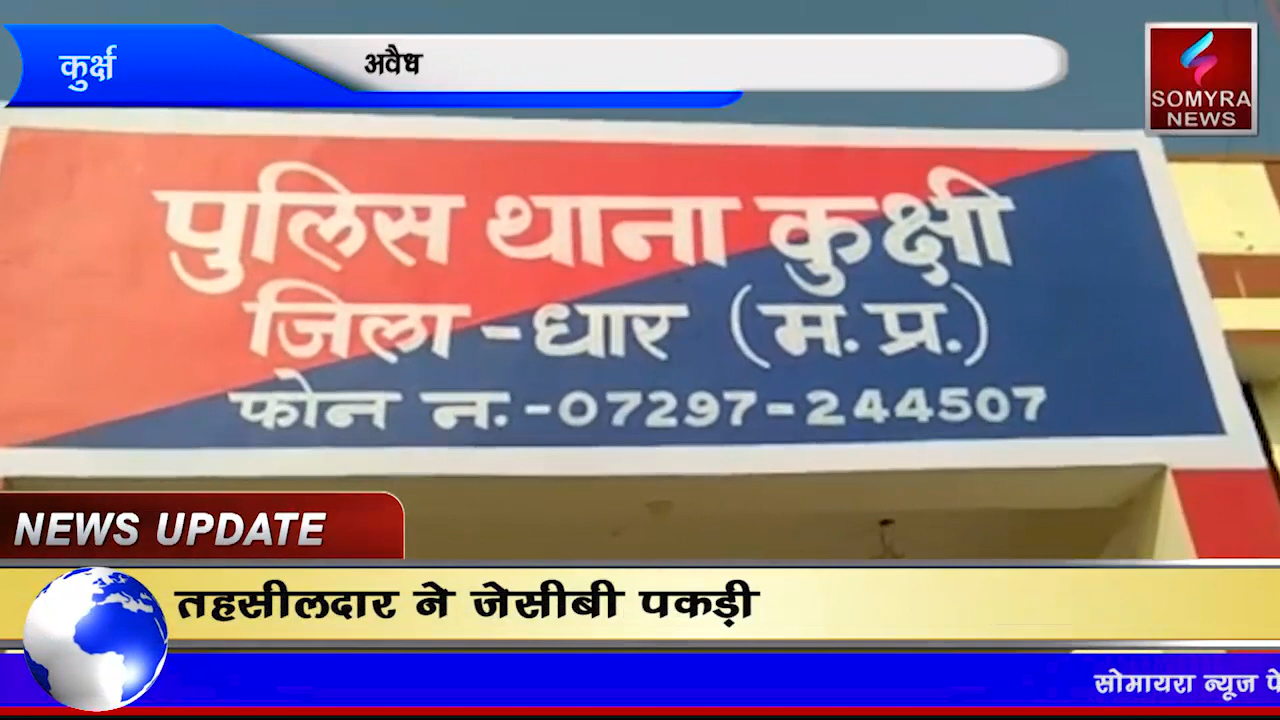 कुर्क्ष
अवैध
SOMYRA
NEWS
पुलिस थाना कुक्षी
जिला -धार (म. प्र.)
फोन न.-07297-244507
NEWS UPDATE
तहसीलदार ने जेसीबी पकड़ी
सोमायरा न्यूज